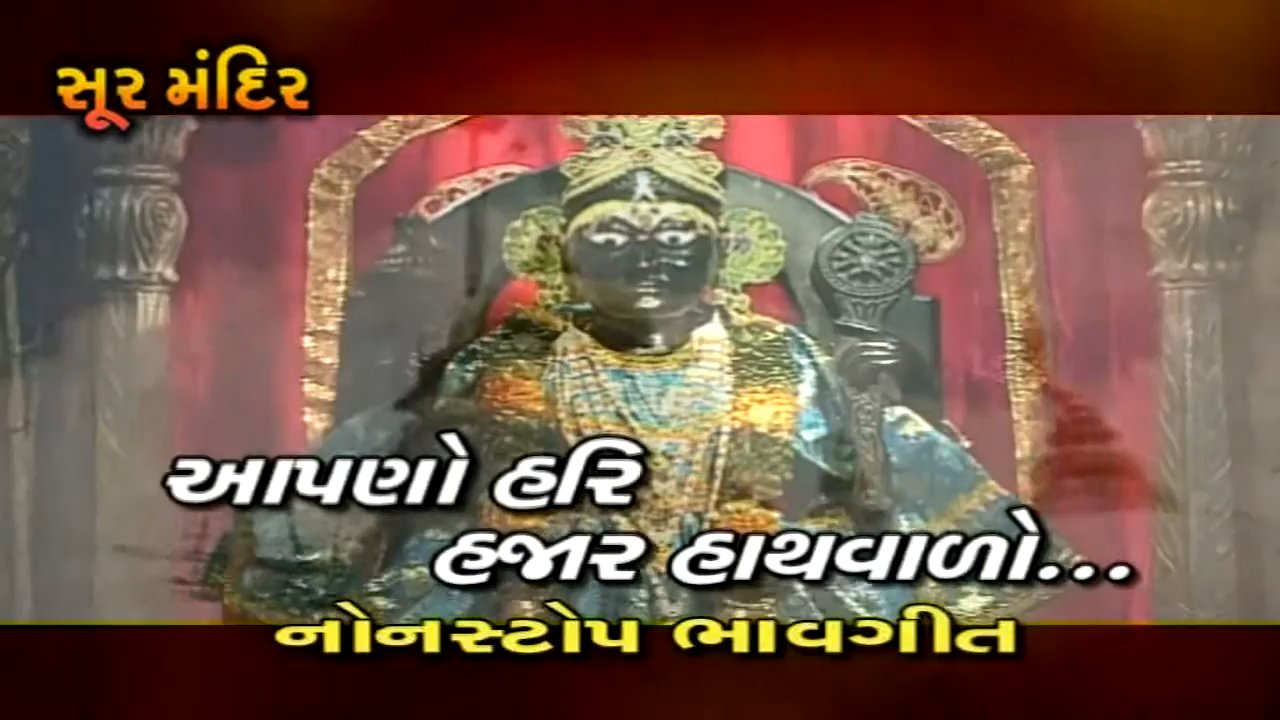 સૂર મંદિર
આપણો હરિ
હજાર હાથવાળો...
નોનસ્ટોપ ભાવગીત